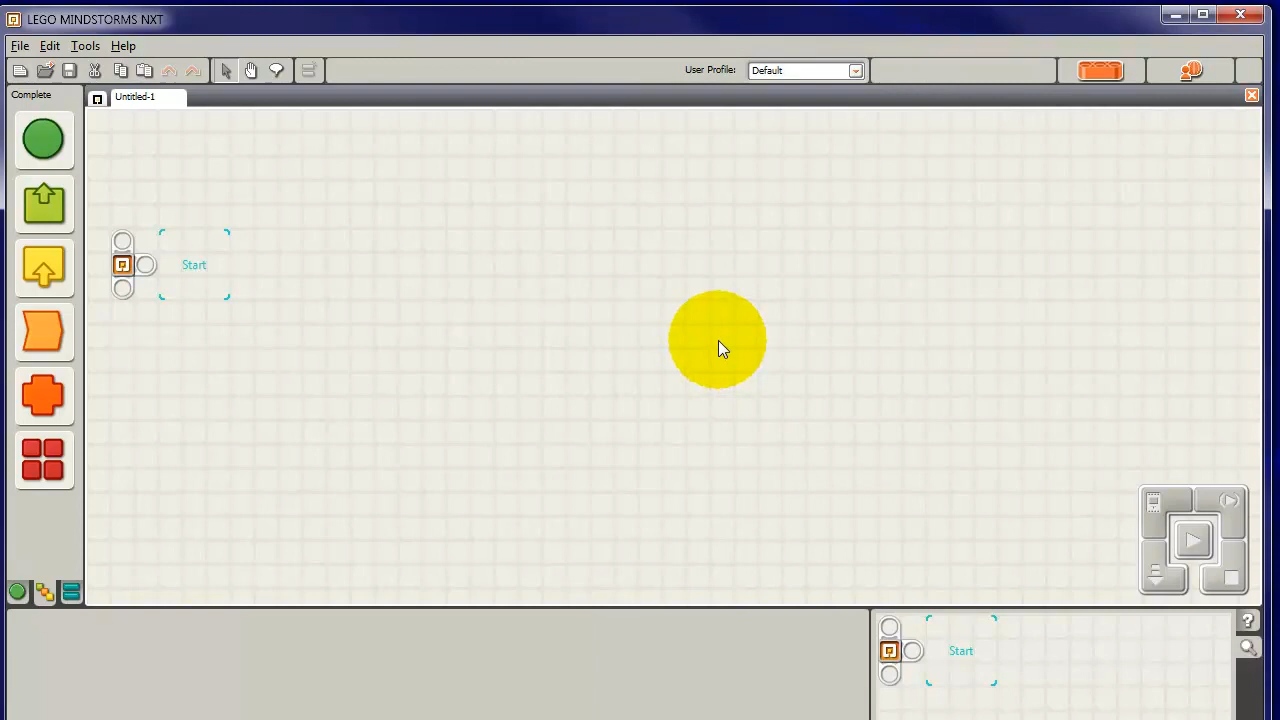 LEGO MINDSTORMS NXT
File Edit Tools Help
User Profile: Default
Complete
Untitled-1
Start
Start
?